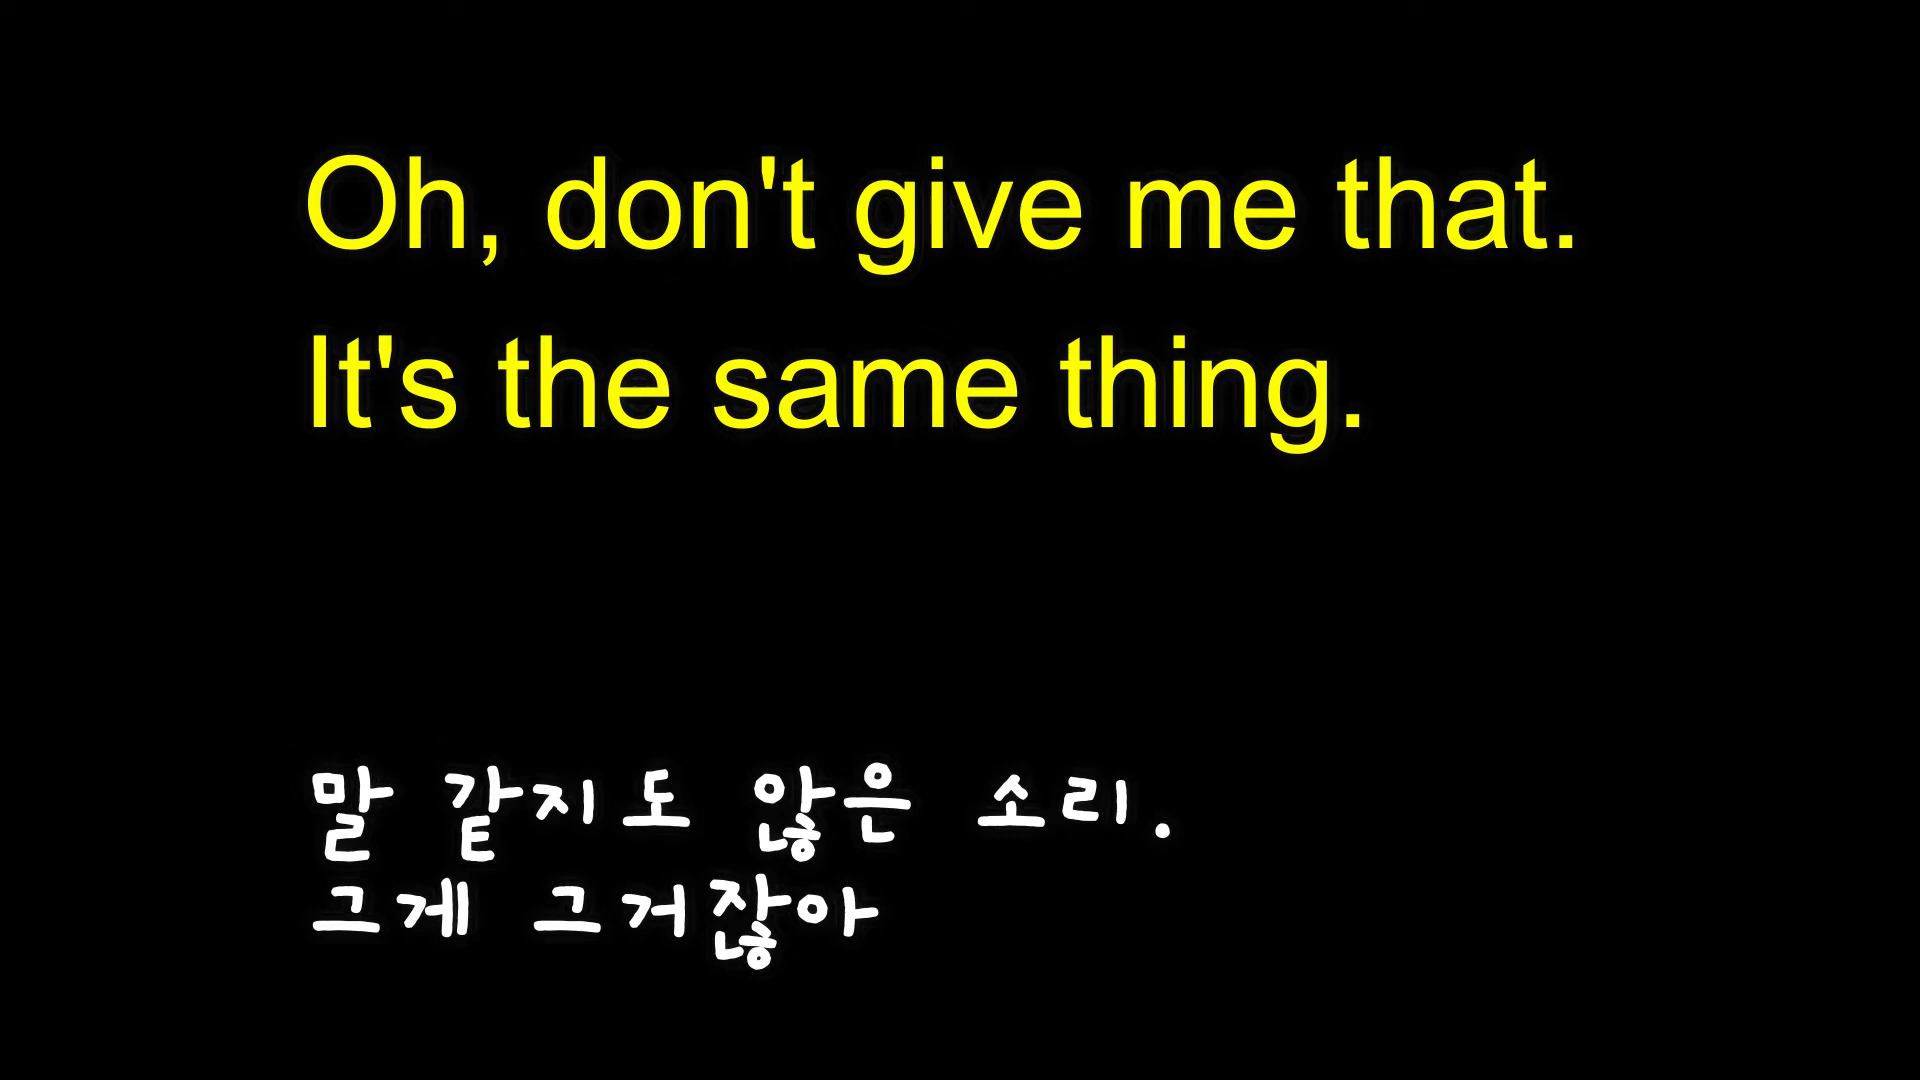 Oh, don't give me that.
It's the same thing.
말 같지도 않은 소리.
그게 그거잖아